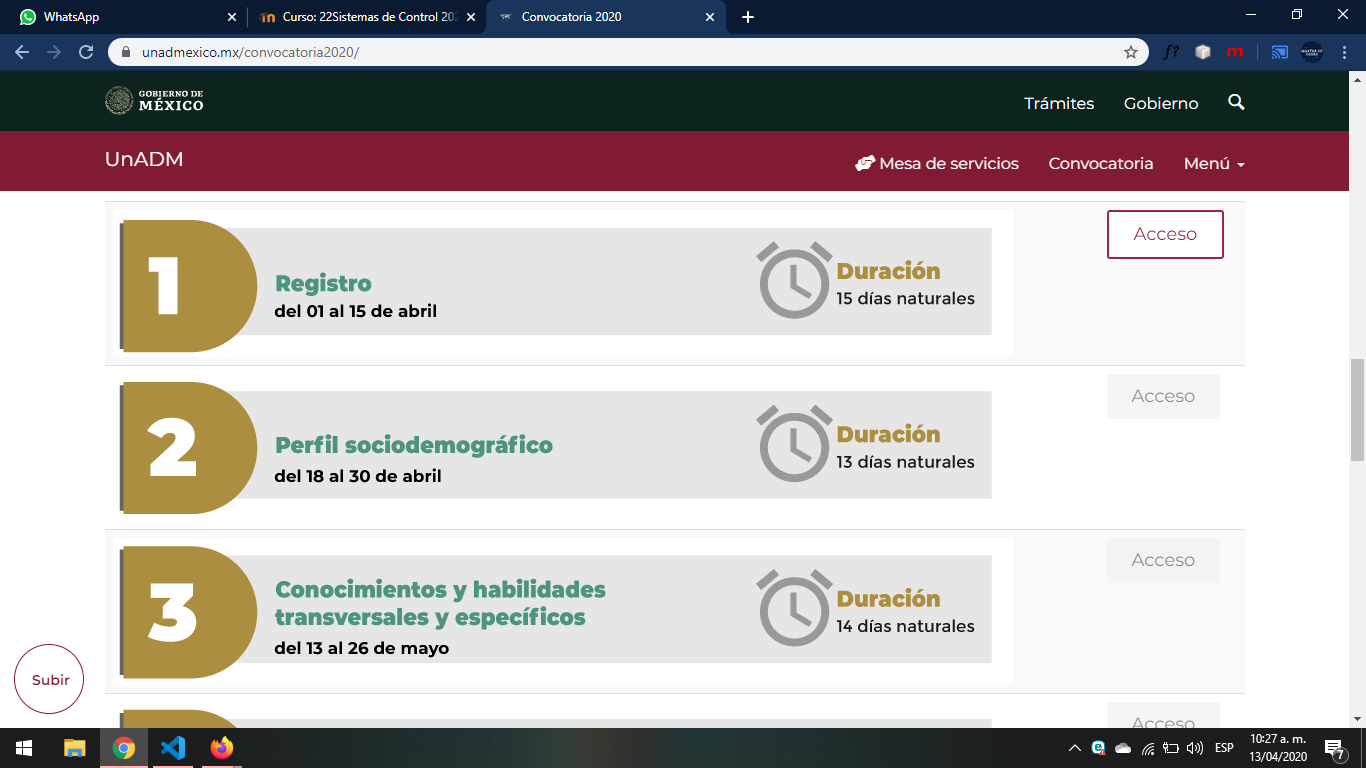 WhatsApp
Curso: 22Sistemas de Control 202
Convocatoria 2020
unadmexico.mx/convocatoria2020/
f?
m
GOBIERNO DE
MÉXICO
Trámites
Gobierno
UnADM
Mesa de servicios
Convocatoria
Menú
1
Registro
del 01 al 15 de abril
Duración
15 días naturales
Acceso
2
Perfil sociodemográfico
del 18 al 30 de abril
Duración
13 días naturales
Acceso
3
Conocimientos y habilidades
transversales y específicos
del 13 al 26 de mayo
Duración
14 días naturales
Acceso
Subir
Acceso
ESP
10:27 a. m.
13/04/2020
7